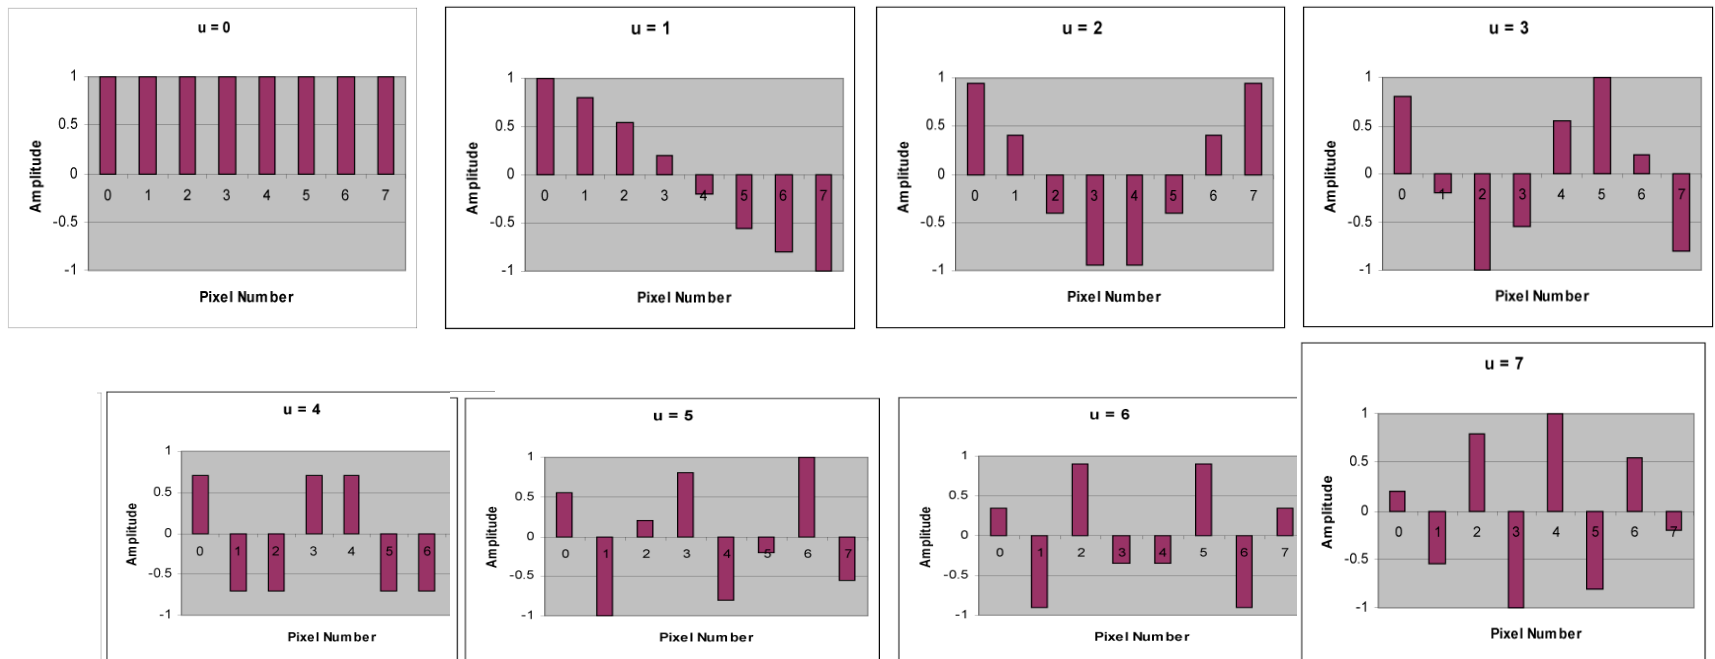 u = 0
1
0.5
0
-0.5
-1
Amplitude
0 1 2 3 4 5 6 7
Pixel Number
u = 1
1
0.5
0
-0.5
-1
Amplitude
0 1 2 3 4 5 6 7
Pixel Number
u = 2
1
0.5
0
-0.5
-1
Amplitude
0 1 2 3 4 5 6 7
Pixel Number
u = 3
1
0.5
0
-0.5
-1
Amplitude
0 1 2 3 4 5 6 7
Pixel Number
u = 4
1
0.5
0
-0.5
-1
Amplitude
0 1 2 3 4 5 6
Pixel Number
u = 5
1
0.5
0
-0.5
-1
Amplitude
0 1 2 3 4 5 6 7
Pixel Number
u = 6
1
0.5
0
-0.5
-1
Amplitude
0 1 2 3 4 5 6 7
Pixel Number
u = 7
1
0.5
0
-0.5
-1
Amplitude
0 1 2 3 4 5 6 7
Pixel Number